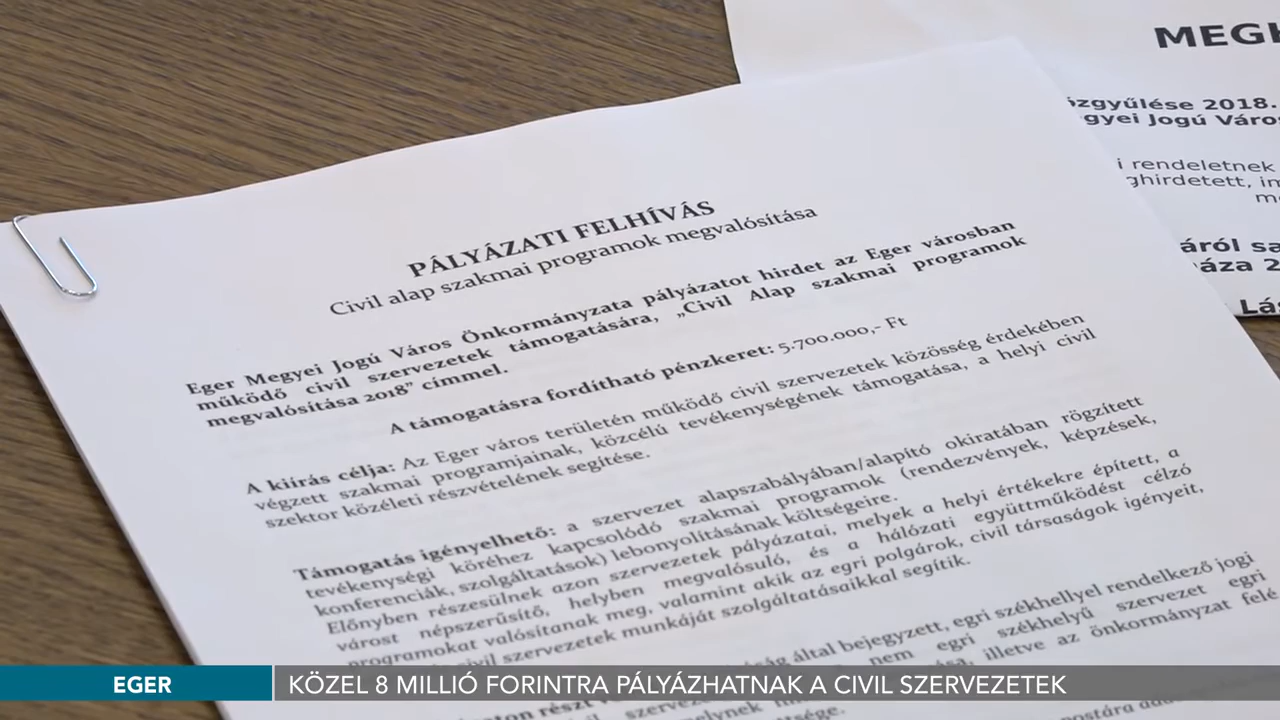 PÁLYÁZATI FELHÍVÁS
Civil alap szakmai programok megvalósítása
Eger Megyei Jogú Város Önkormányzata pályázatot hirdet az Eger városban
működő civil szervezetek támogatására, „Civil Alap szakmai programok
megvalósítása 2018” címmel.
A támogatásra fordítható pénzkeret: 5.700.000,- Ft
A kiírás célja: Az Eger város területén működő civil szervezetek közösség érdekében
végzett szakmai programjainak, közcélú tevékenységének támogatása, a helyi civil
szektor közéleti részvételének segítése.
Támogatás igényelhető: a szervezet alapszabályában/alapító okiratában rögzített
tevékenységi köréhez kapcsolódó szakmai programok (rendezvények, képzések,
konferenciák, szolgáltatások) lebonyolításának költségeire.
Előnyben részesülnek azon szervezetek pályázatai, melyek a helyi értékekre épített, a
várost népszerűsítő, helyben megvalósuló, és a hálózati együttműködést célzó
programokat valósítanak meg, valamint akik az egri polgárok, civil társaságok igényeit,
civil szervezetek munkáját szolgáltatásaikkal segítik.
által bejegyzett, egri székhellyel rendelkező jogi
nem egri székhelyű szervezet egri
illetve az önkormányzat felé
MEGH
özgyűlése 2018.
gyei Jogú Város
i rendeletnek
ghirdetett, im
áról sz
áza 2
Lás
EGER
KÖZEL 8 MILLIÓ FORINTRA PÁLYÁZHATNAK A CIVIL SZERVEZETEK